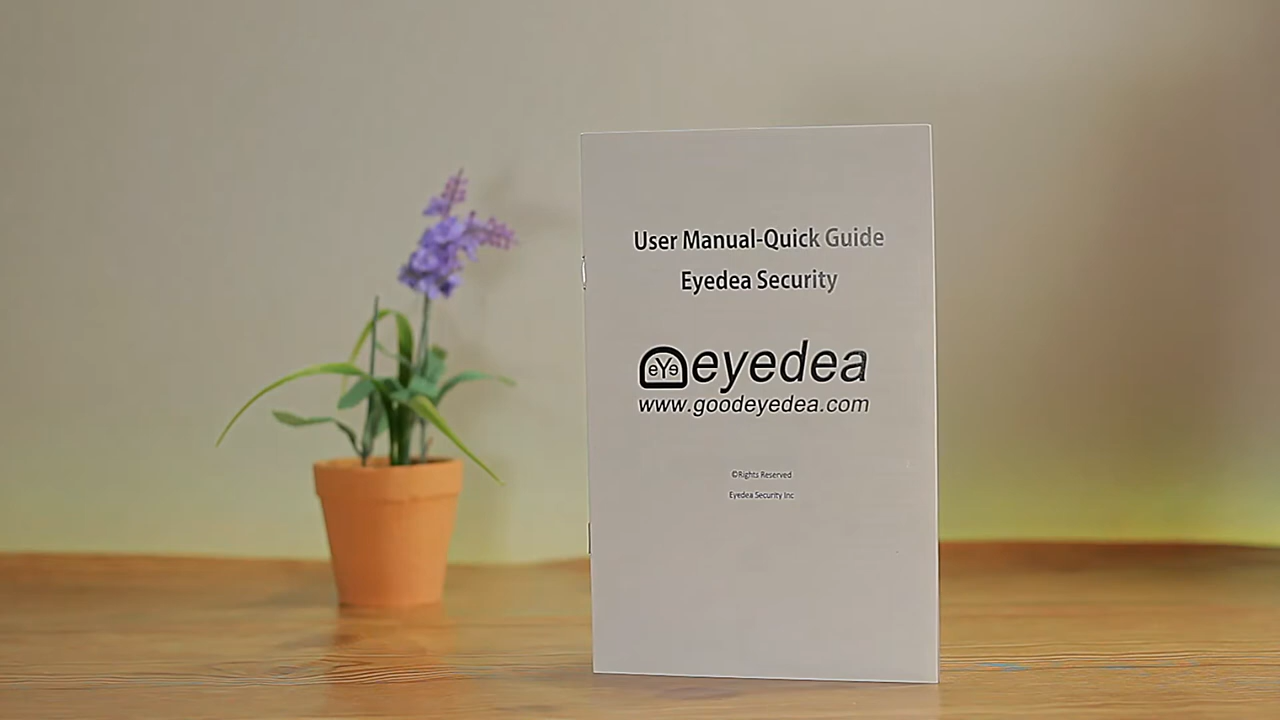 User Manual-Quick Guide
Eyedea Security
eYe eyedea
www.goodeyedea.com
©Rights Reserved
Eyedea Security Inc